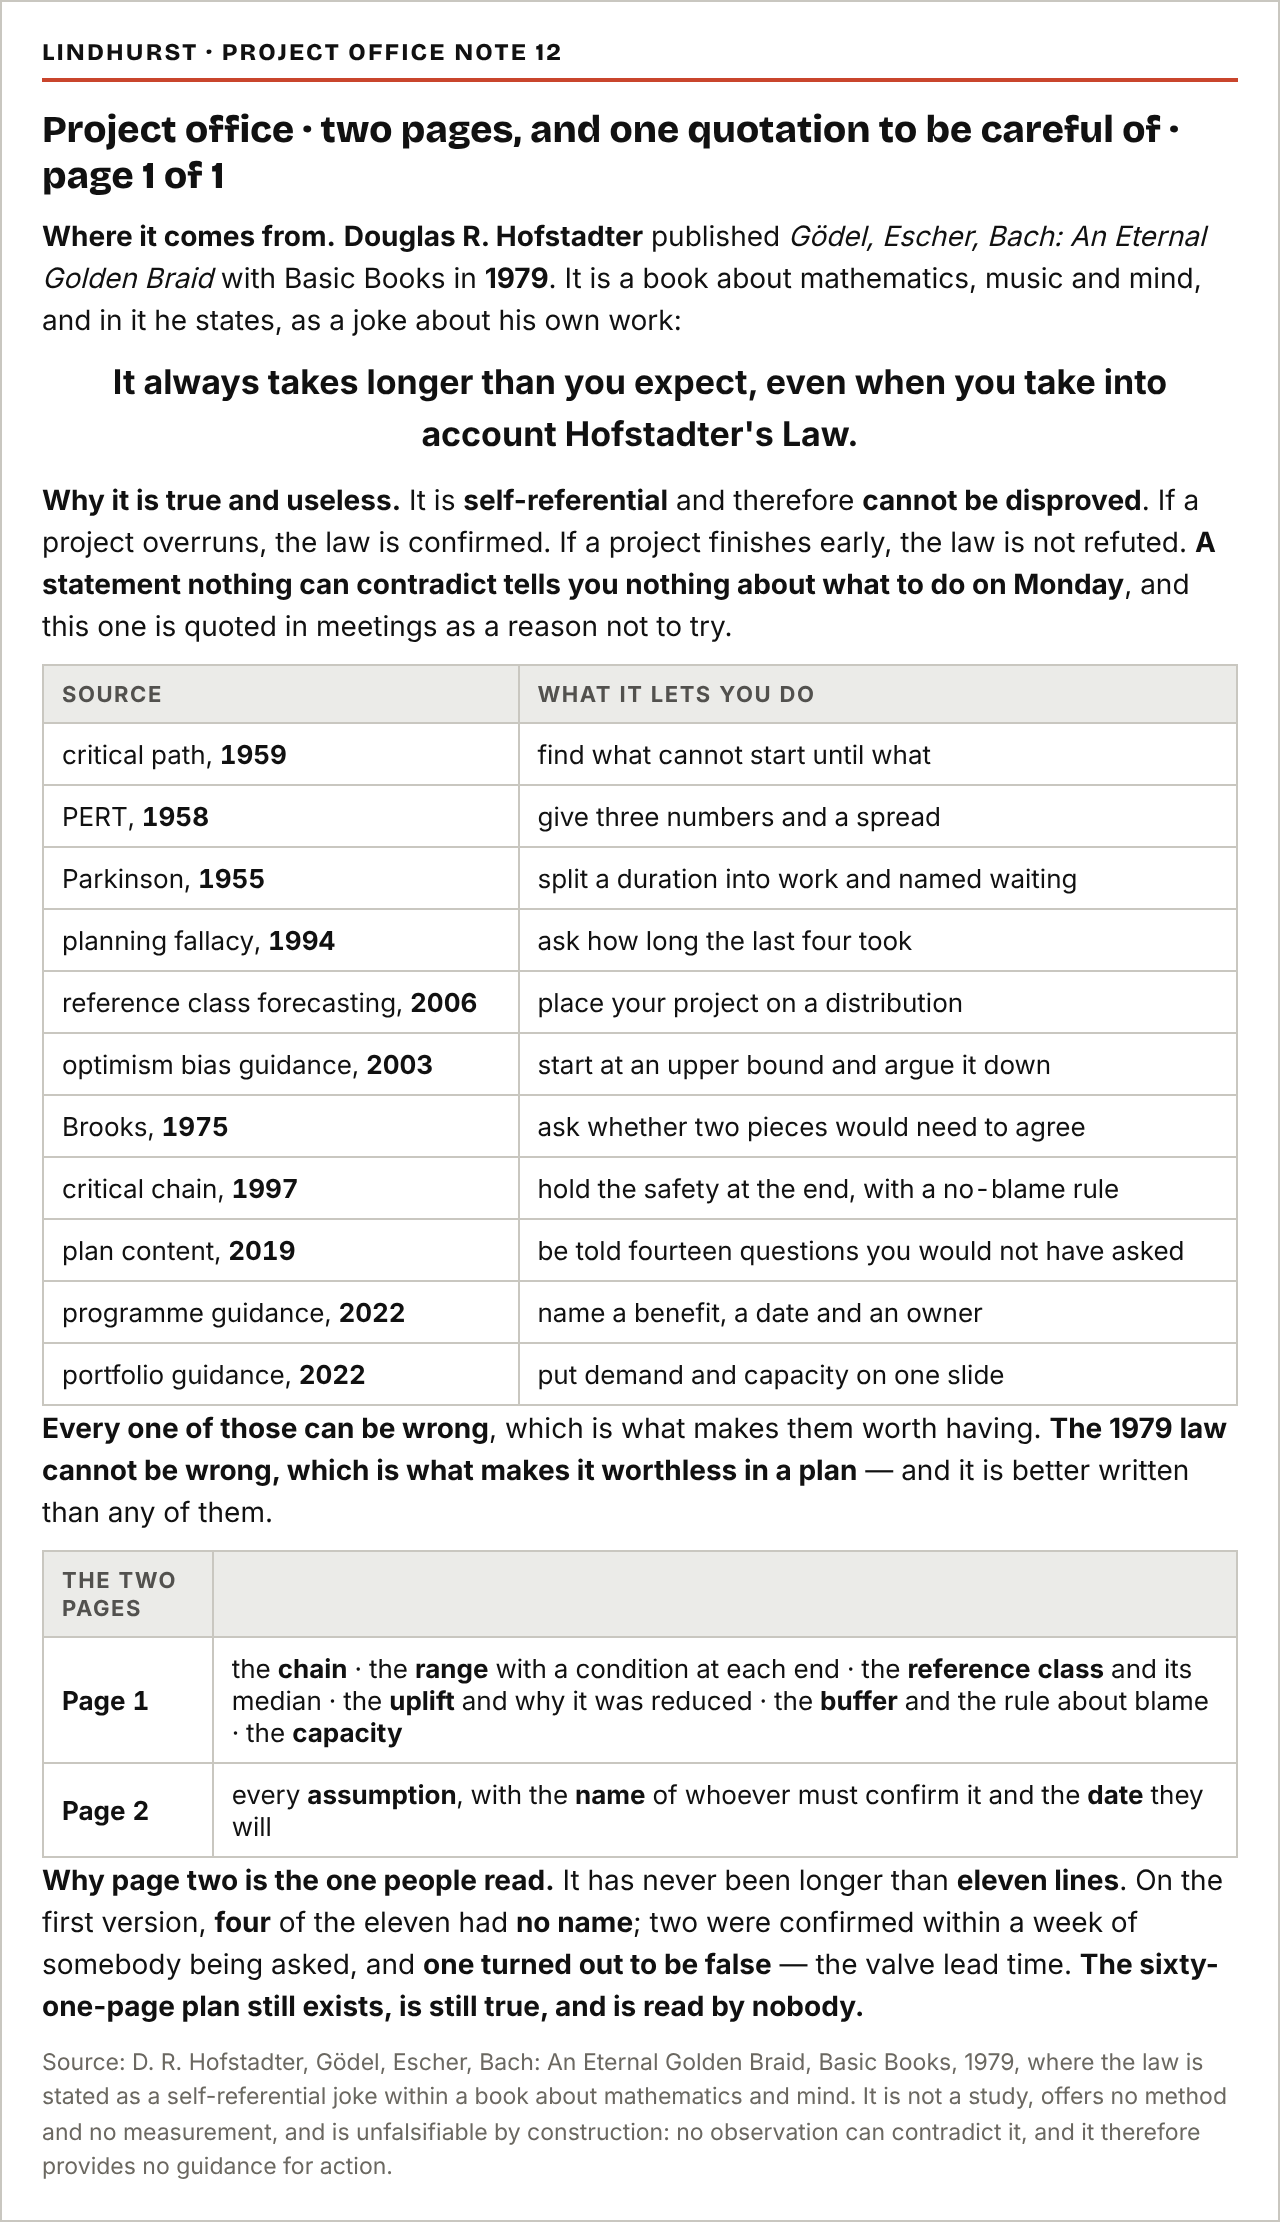 LINDHURST · PROJECT OFFICE NOTE 12
Project office · two pages, and one quotation to be careful of ·
page 1 of 1
Where it comes from. Douglas R. Hofstadter published Gödel, Escher, Bach: An Eternal
Golden Braid with Basic Books in 1979. It is a book about mathematics, music and mind,
and in it he states, as a joke about his own work:
It always takes longer than you expect, even when you take into
account Hofstadter's Law.
Why it is true and useless. It is self-referential and therefore cannot be disproved. If a
project overruns, the law is confirmed. If a project finishes early, the law is not refuted. A
statement nothing can contradict tells you nothing about what to do on Monday, and
this one is quoted in meetings as a reason not to try.
SOURCE WHAT IT LETS YOU DO
critical path, 1959 find what cannot start until what
PERT, 1958 give three numbers and a spread
Parkinson, 1955 split a duration into work and named waiting
planning fallacy, 1994 ask how long the last four took
reference class forecasting, 2006 place your project on a distribution
optimism bias guidance, 2003 start at an upper bound and argue it down
Brooks, 1975 ask whether two pieces would need to agree
critical chain, 1997 hold the safety at the end, with a no-blame rule
plan content, 2019 be told fourteen questions you would not have asked
programme guidance, 2022 name a benefit, a date and an owner
portfolio guidance, 2022 put demand and capacity on one slide
Every one of those can be wrong, which is what makes them worth having. The 1979 law
cannot be wrong, which is what makes it worthless in a plan — and it is better written
than any of them.
THE TWO
PAGES
Page 1
the chain · the range with a condition at each end · the reference class and its
median · the uplift and why it was reduced · the buffer and the rule about blame
· the capacity
Page 2
every assumption, with the name of whoever must confirm it and the date they
will
Why page two is the one people read. It has never been longer than eleven lines. On the
first version, four of the eleven had no name; two were confirmed within a week of
somebody being asked, and one turned out to be false — the valve lead time. The sixty-
one-page plan still exists, is still true, and is read by nobody.
Source: D. R. Hofstadter, Gödel, Escher, Bach: An Eternal Golden Braid, Basic Books, 1979, where the law is
stated as a self-referential joke within a book about mathematics and mind. It is not a study, offers no method
and no measurement, and is unfalsifiable by construction: no observation can contradict it, and it therefore
provides no guidance for action.